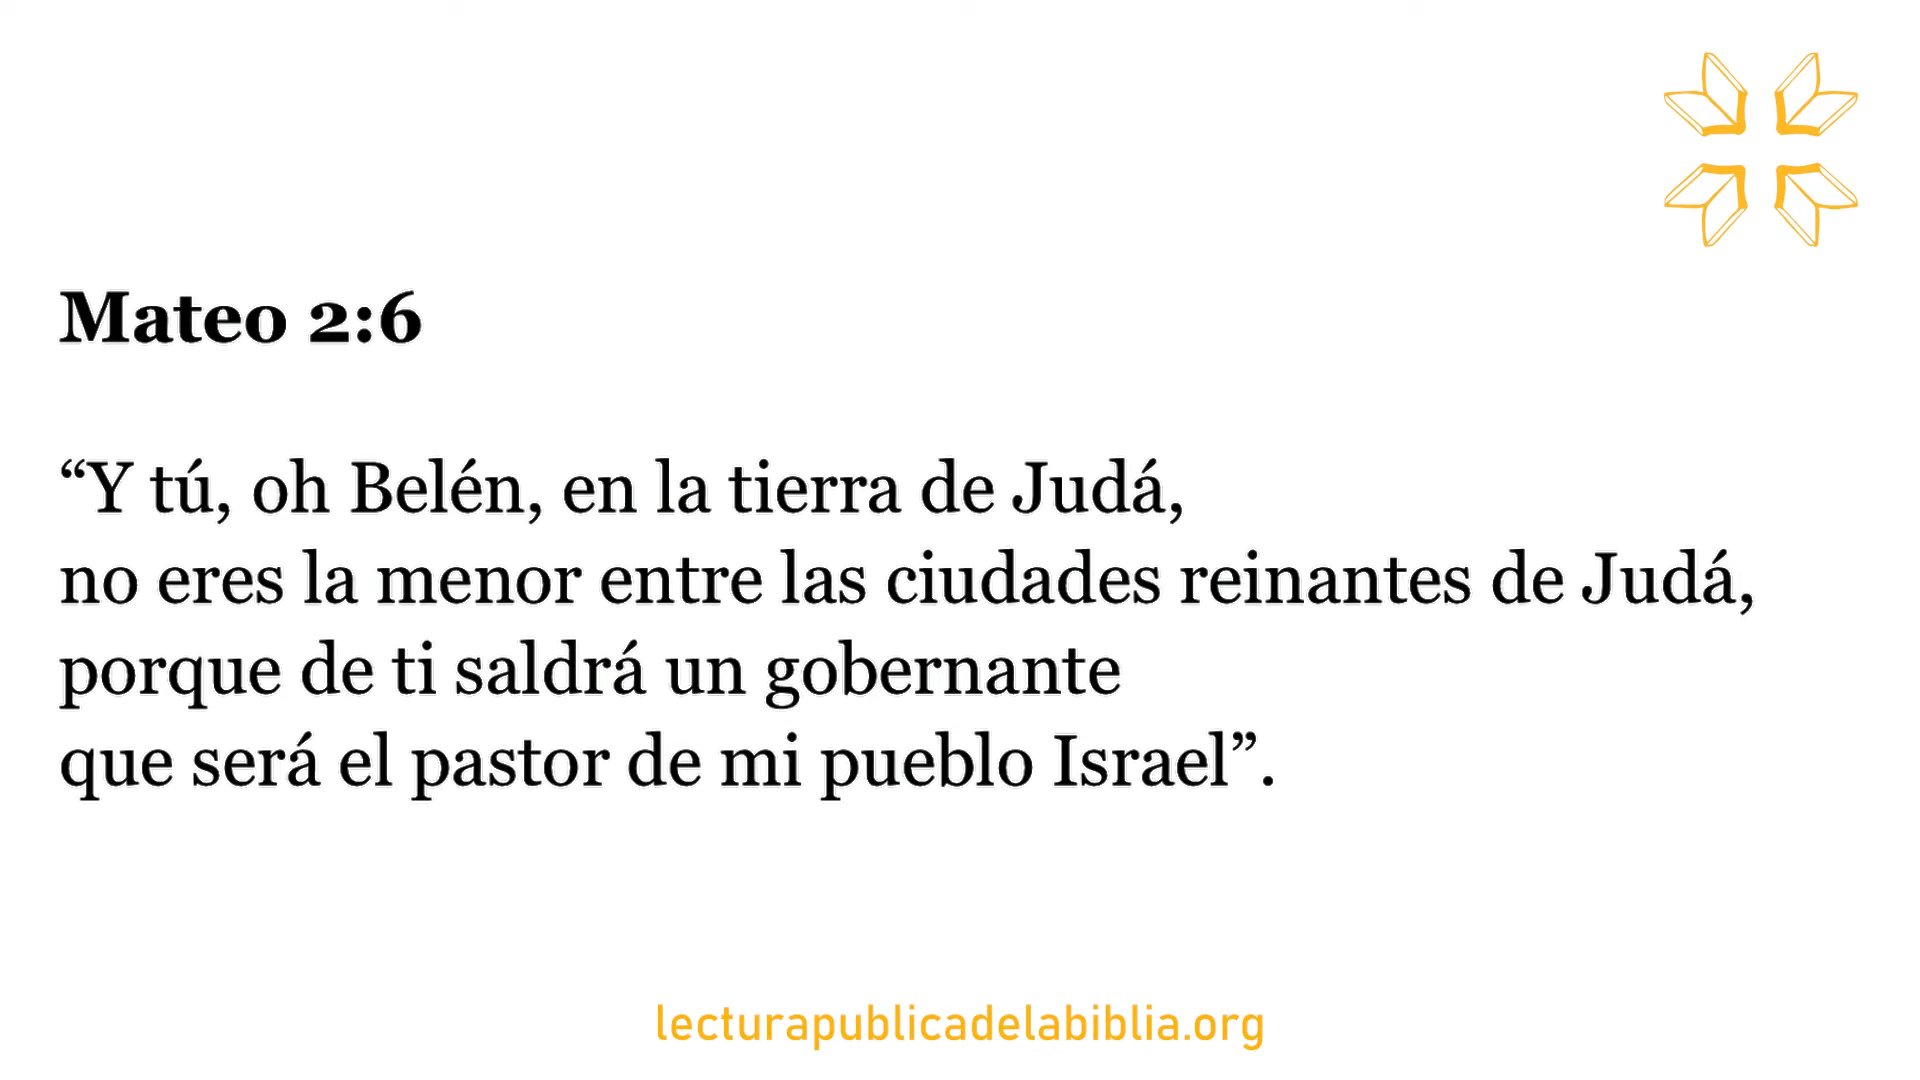 Mateo 2:6
“Y tú, oh Belén, en la tierra de Judá,
no eres la menor entre las ciudades reinantes de Judá,
porque de ti saldrá un gobernante
que será el pastor de mi pueblo Israel”.
lecturapublicadelabiblia.org